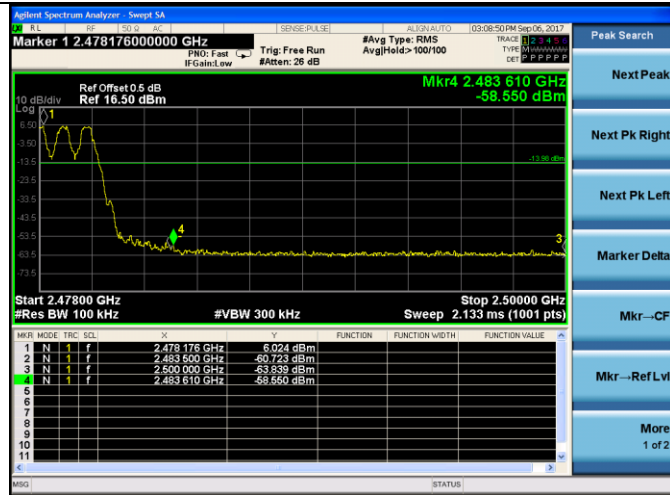 Agilent Spectrum Analyzer - Swept SA
RL RF 50 Ω AC SENSE:PULSE ALIGN AUTO 03:08:50 PM Sep 06, 2017
Marker 1 2.478176000000 GHz
PNO: Fast
IFGain:Low
Trig: Free Run
#Atten: 26 dB
#Avg Type: RMS
Avg|Hold:>100/100
TRACE 1 2 3 4 5 6
TYPE M
DET P P P P P P
Peak Search
Next Peak
Next Pk Right
Next Pk Left
Marker Delta
Mkr→CF
Mkr→Ref Lvl
More
1 of 2
Mkr4 2.483 610 GHz
-58.550 dBm
Ref Offset 0.5 dB
10 dB/div Ref 16.50 dBm
Log
1
6.50
-3.50
-13.5
-13.98 dBm
-23.5
-33.5
-43.5
4
-53.5
3
-63.5
-73.5
Start 2.47800 GHz Stop 2.50000 GHz
#Res BW 100 kHz #VBW 300 kHz Sweep 2.133 ms (1001 pts)
MKR MODE TRC SCL X Y FUNCTION FUNCTION WIDTH FUNCTION VALUE
1 N 1 f 2.478 176 GHz 6.024 dBm
2 N 1 f 2.483 500 GHz -60.723 dBm
3 N 1 f 2.500 000 GHz -63.839 dBm
4 N 1 f 2.483 610 GHz -58.550 dBm
5
6
7
8
9
10
11
MSG STATUS